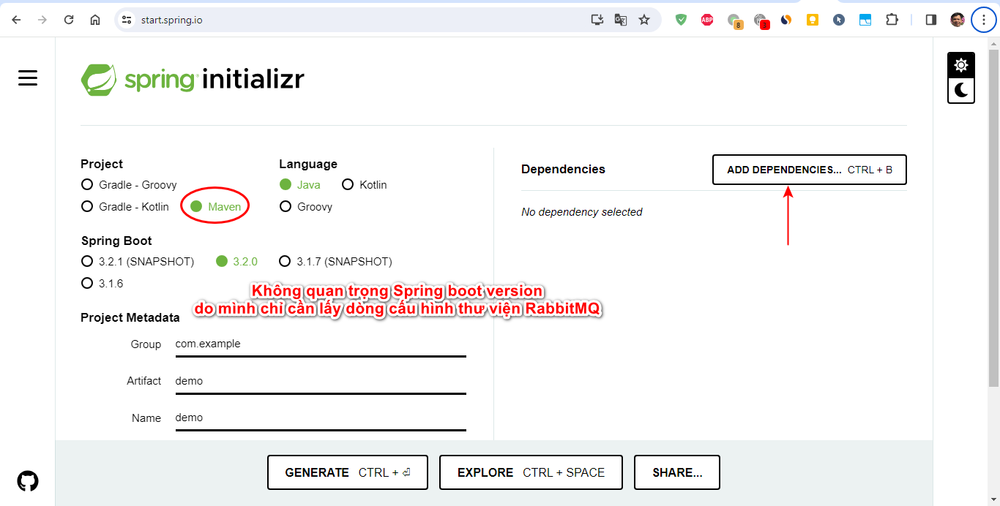 start.spring.io
ABP
8
spring initializr
Project
Language
Gradle - Groovy
Java
Kotlin
Gradle - Kotlin
Maven
Groovy
Spring Boot
3.2.1 (SNAPSHOT)
3.2.0
3.1.7 (SNAPSHOT)
3.1.6
Không quan trọng Spring boot version
do mình chỉ cần lấy dòng cấu hình thư viện RabbitMQ
Project Metadata
Group
com.example
Artifact
demo
Name
demo
Dependencies
ADD DEPENDENCIES... CTRL + B
No dependency selected
GENERATE CTRL + ⏎
EXPLORE CTRL + SPACE
SHARE...